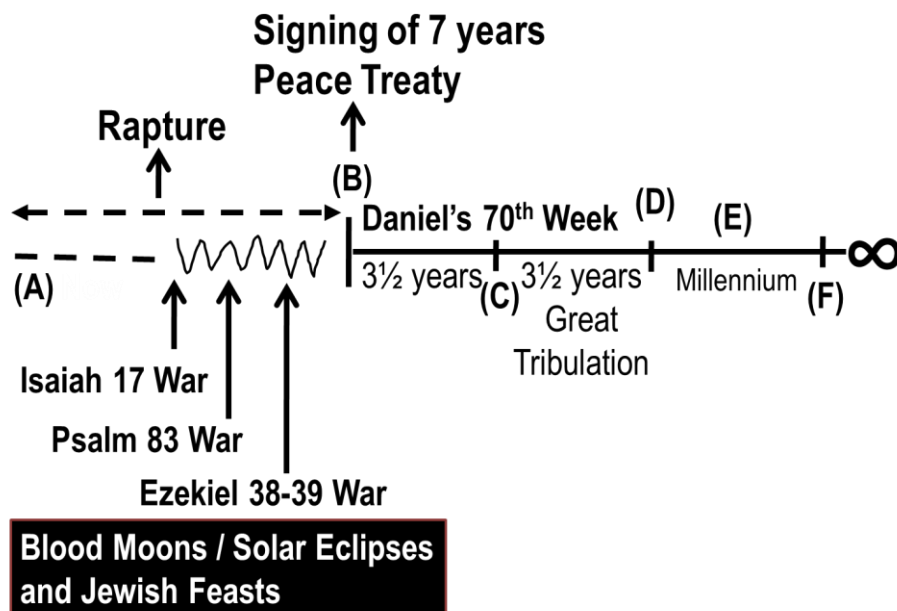 Signing of 7 years
Peace Treaty
Rapture
(B)
Daniel's 70th Week
(D)
(E)
(A)
3½ years
(C)
3½ years
Great
Tribulation
Millennium
(F)
∞
Isaiah 17 War
Psalm 83 War
Ezekiel 38-39 War
Blood Moons / Solar Eclipses
and Jewish Feasts